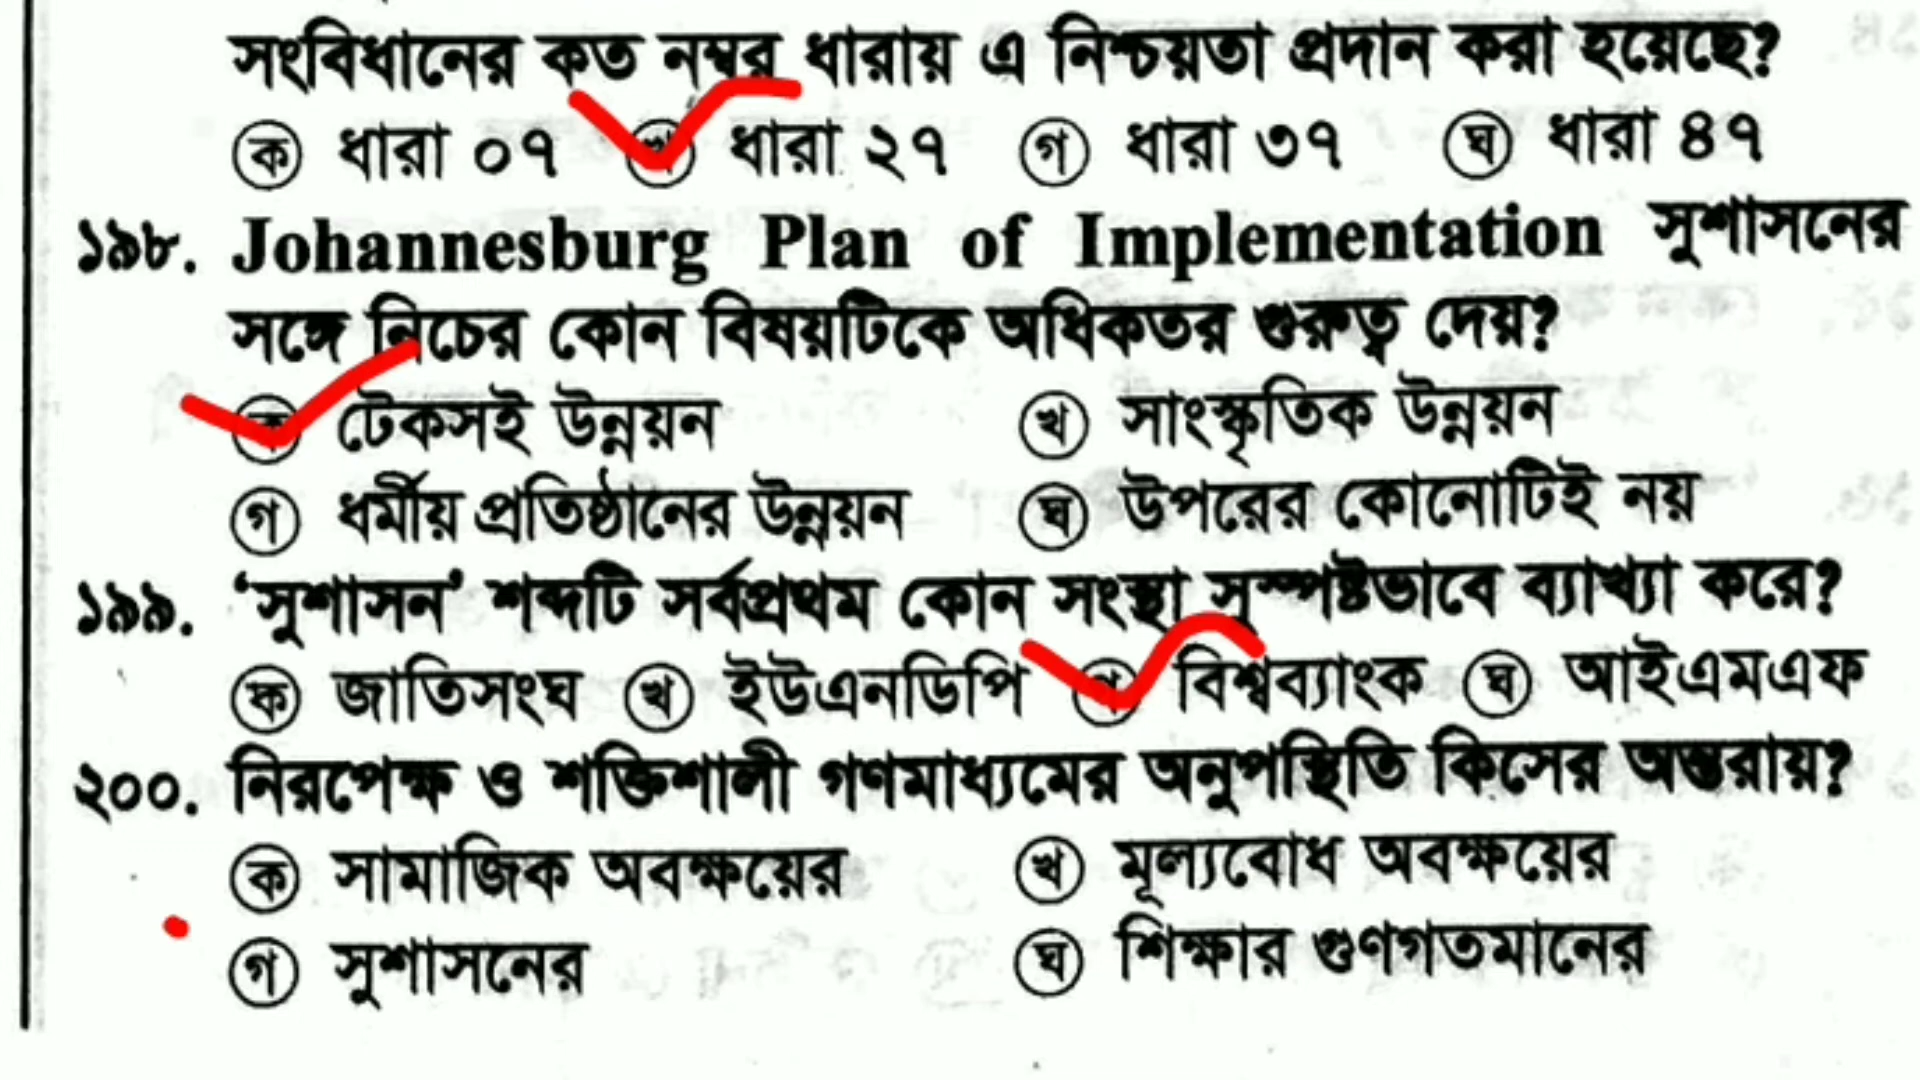 সংবিধানের কত নম্বর ধারায় এ নিশ্চয়তা প্রদান করা হয়েছে?
ক ধারা ০৭ খ ধারা ২৭ গ ধারা ৩৭ ঘ ধারা ৪৭
১৯৮. Johannesburg Plan of Implementation সুশাসনের
সঙ্গে নিচের কোন বিষয়টিকে অধিকতর গুরুত্ব দেয়?
ক টেকসই উন্নয়ন খ সাংস্কৃতিক উন্নয়ন
গ ধর্মীয় প্রতিষ্ঠানের উন্নয়ন ঘ উপরের কোনোটিই নয়
১৯৯. ‘সুশাসন’ শব্দটি সর্বপ্রথম কোন সংস্থা সুস্পষ্টভাবে ব্যাখ্যা করে?
ক জাতিসংঘ খ ইউএনডিপি গ বিশ্বব্যাংক ঘ আইএমএফ
২০০. নিরপেক্ষ ও শক্তিশালী গণমাধ্যমের অনুপস্থিতি কিসের অন্তরায়?
ক সামাজিক অবক্ষয়ের খ মূল্যবোধ অবক্ষয়ের
গ সুশাসনের ঘ শিক্ষার গুণগতমানের